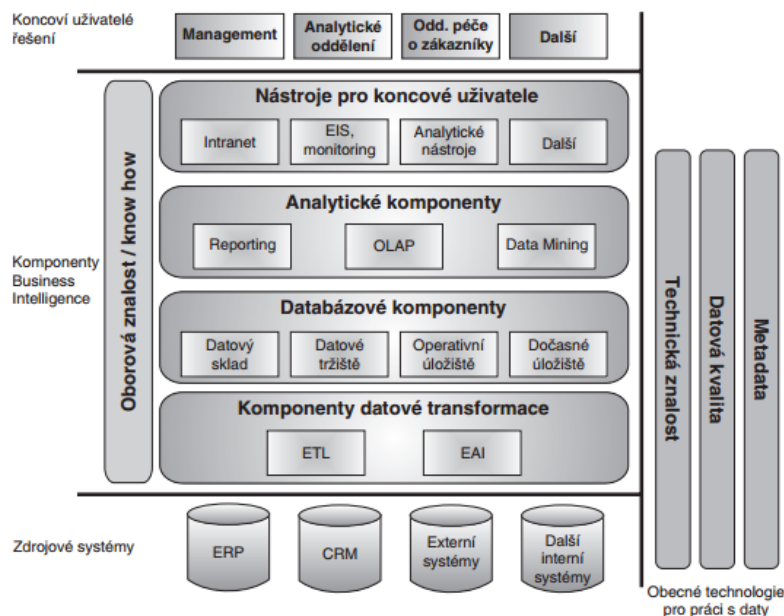 Koncoví uživatelé
řešení
Management
Analytické
oddělení
Odd. péče
o zákazníky
Další
Komponenty
Business
Intelligence
Oborová znalost / know how
Nástroje pro koncové uživatele
Intranet
EIS,
monitoring
Analytické
nástroje
Další
Analytické komponenty
Reporting
OLAP
Data Mining
Databázové komponenty
Datový
sklad
Datové
tržiště
Operativní
úložiště
Dočasné
úložiště
Komponenty datové transformace
ETL
EAI
Zdrojové systémy
ERP
CRM
Externí
systémy
Další
interní
systémy
Technická znalost
Datová kvalita
Metadata
Obecné technologie
pro práci s daty